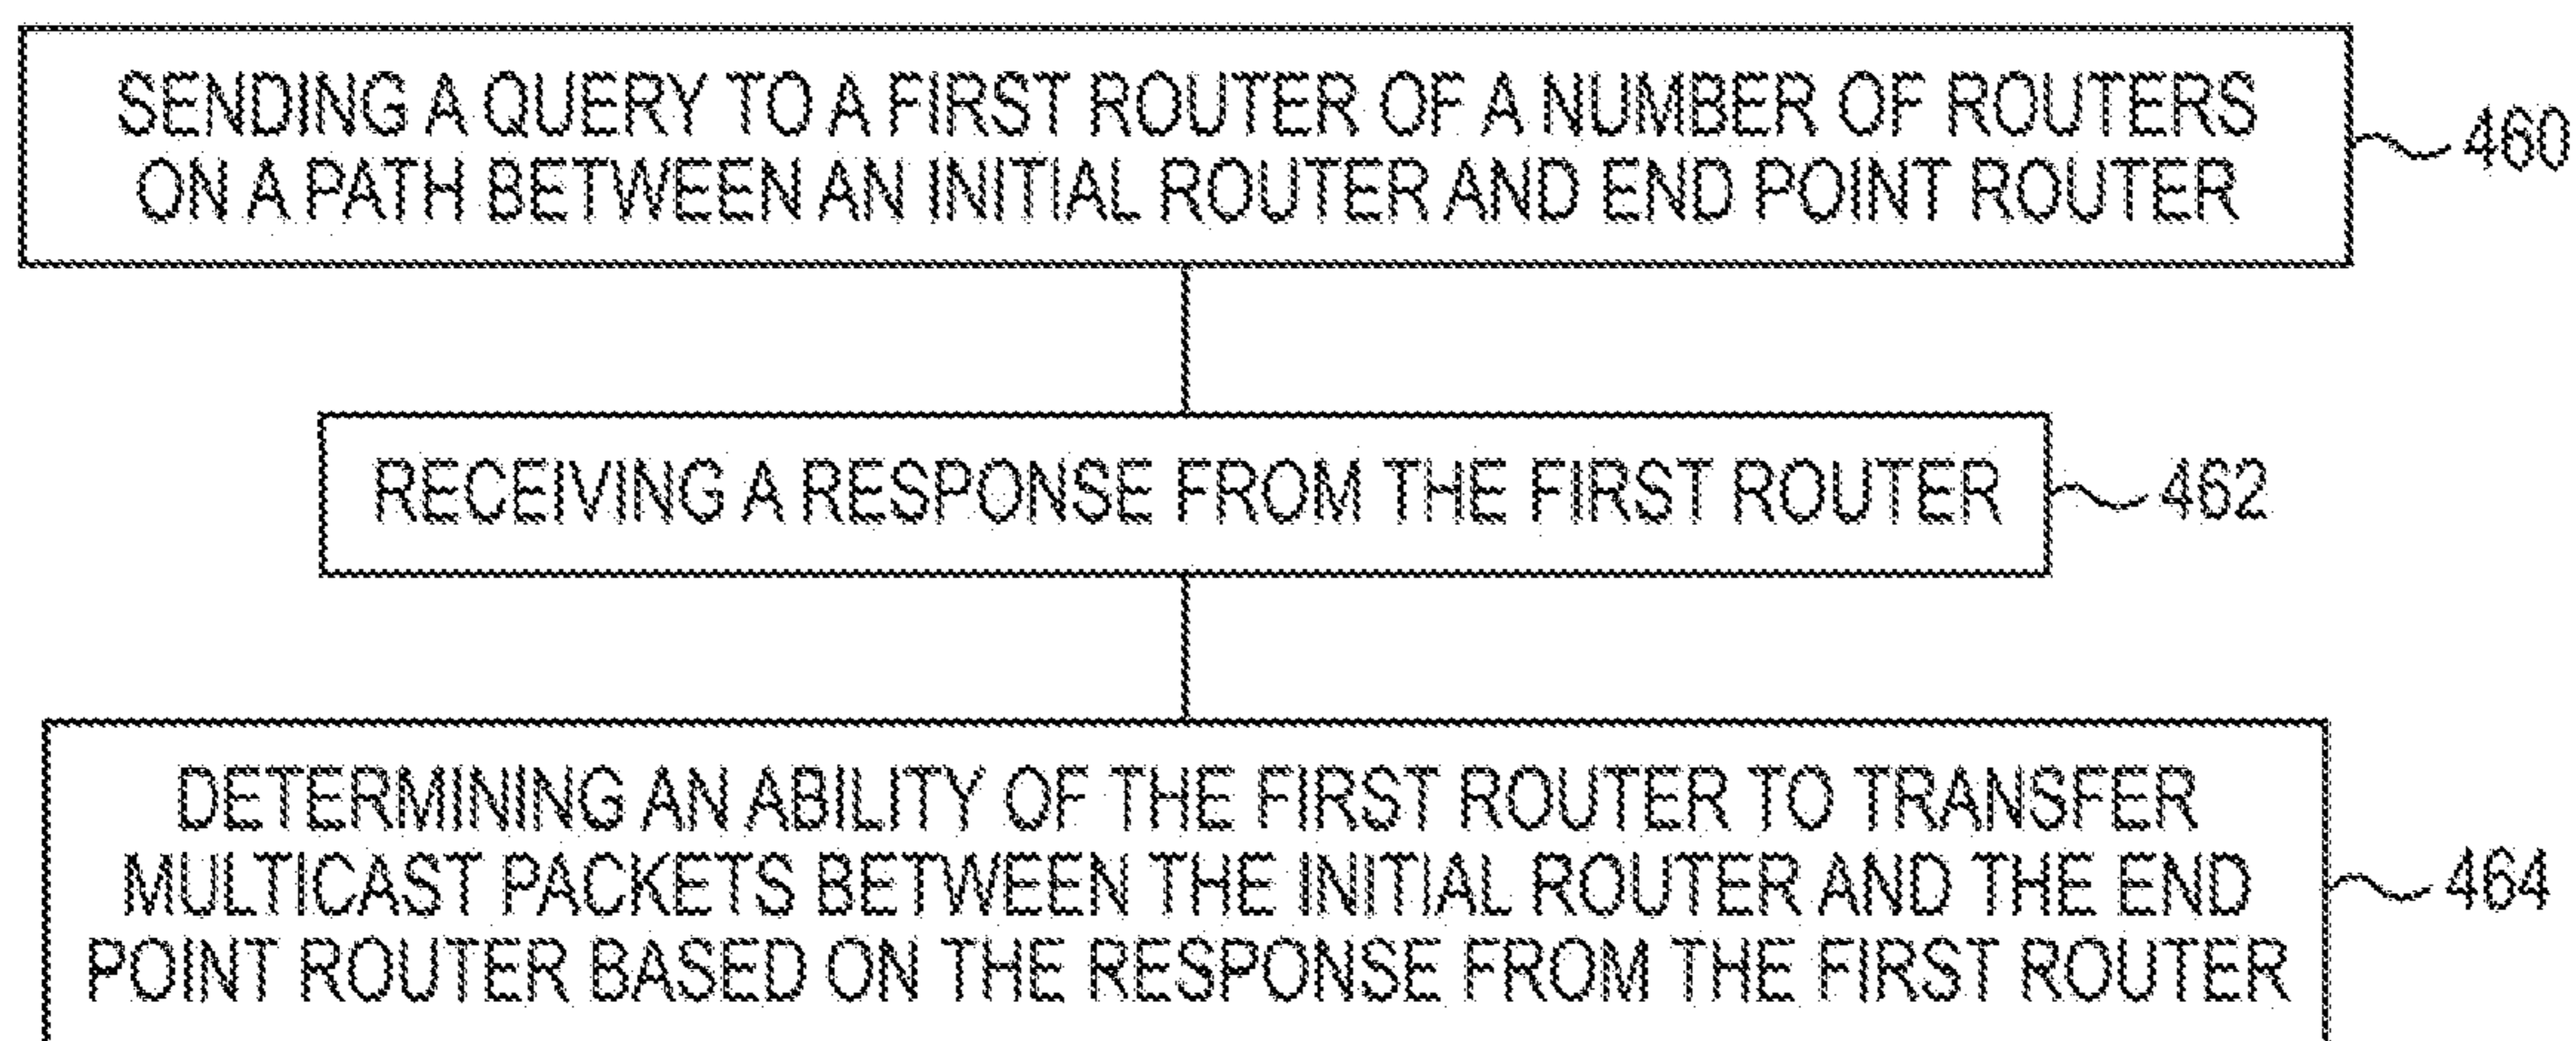 SENDING A QUERY TO A FIRST ROUTER OF A NUMBER OF ROUTERS
ON A PATH BETWEEN AN INITIAL ROUTER AND END POINT ROUTER
460
RECEIVING A RESPONSE FROM THE FIRST ROUTER
462
DETERMINING AN ABILITY OF THE FIRST ROUTER TO TRANSFER
MULTICAST PACKETS BETWEEN THE INITIAL ROUTER AND THE END
POINT ROUTER BASED ON THE RESPONSE FROM THE FIRST ROUTER
464